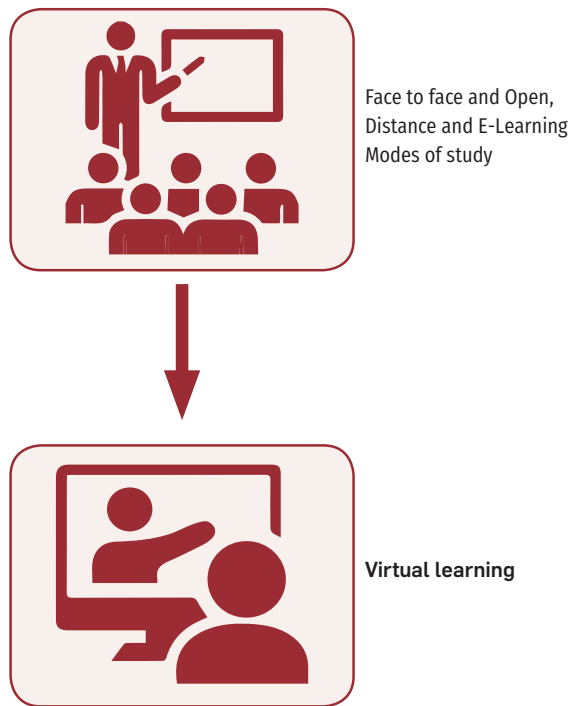 Face to face and Open,
Distance and E-Learning
Modes of study
Virtual learning